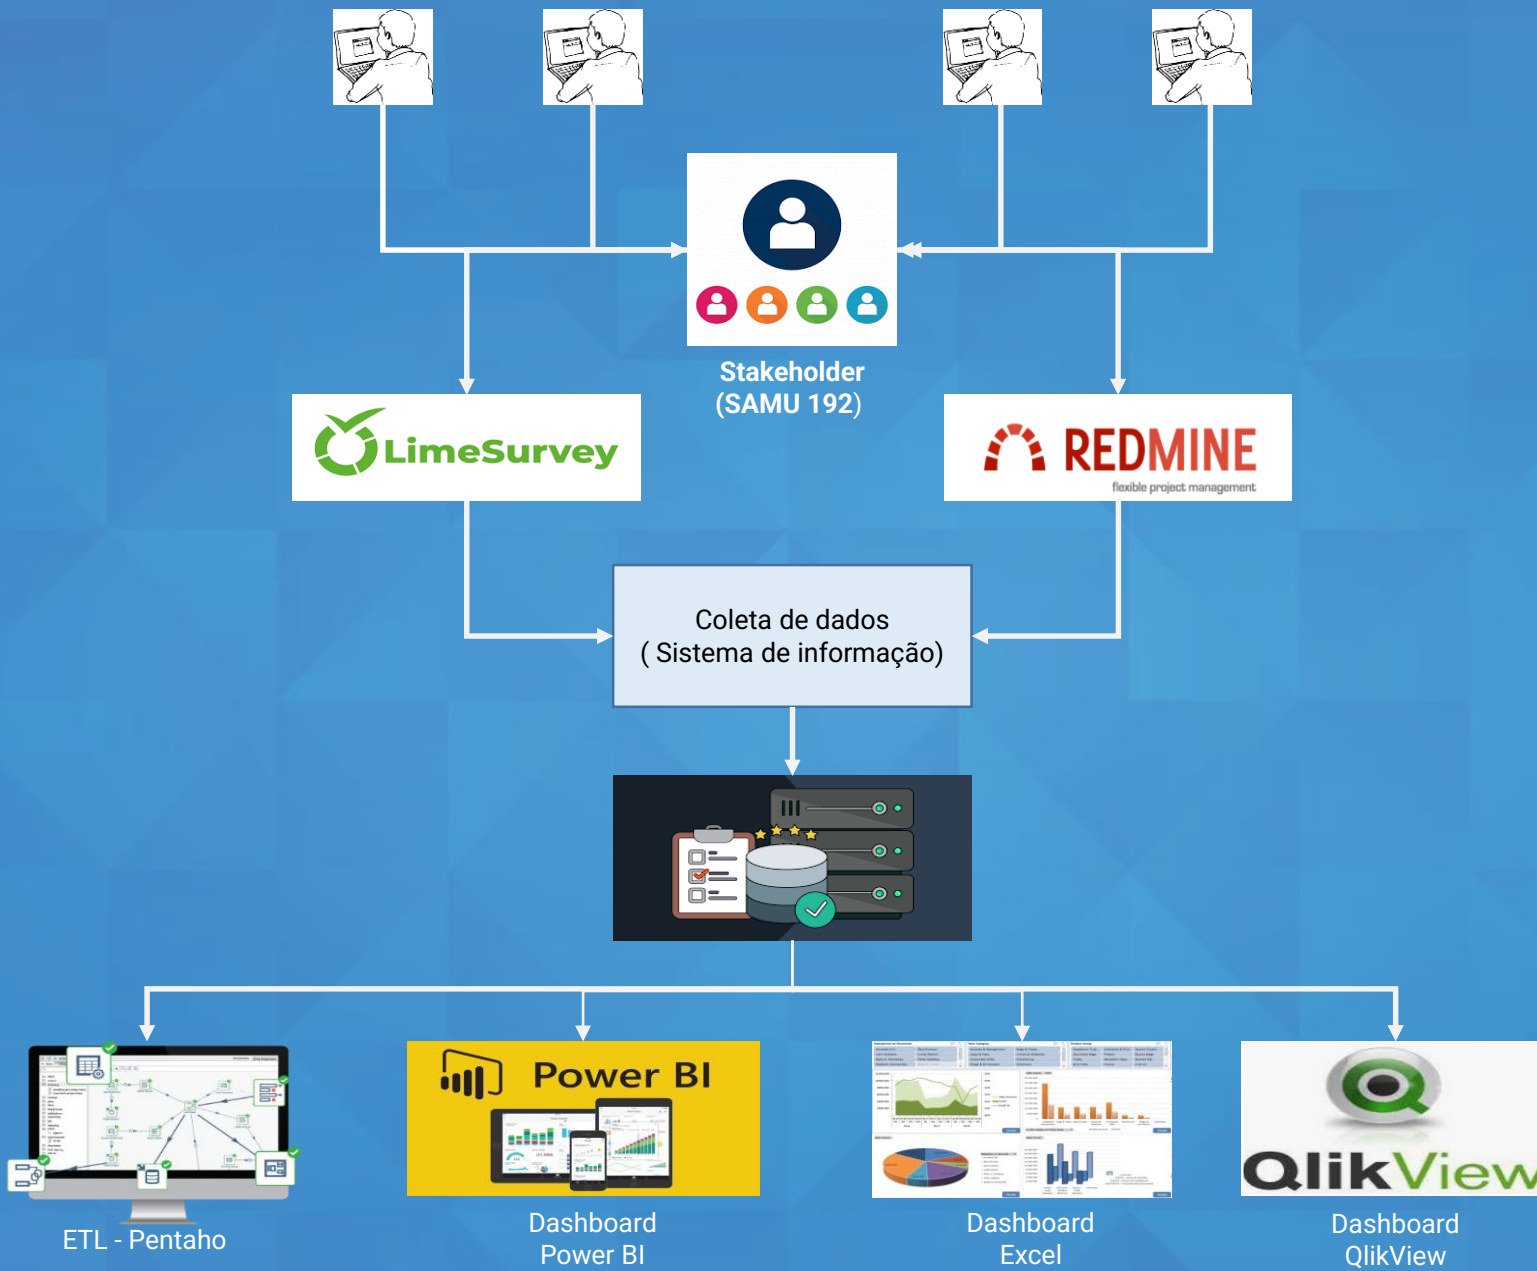 Stakeholder
(SAMU 192)
LimeSurvey
REDMINE
flexible project management
Coleta de dados
( Sistema de informação)
Power BI
QlikView
ETL - Pentaho
Dashboard
Power BI
Dashboard
Excel
Dashboard
QlikView